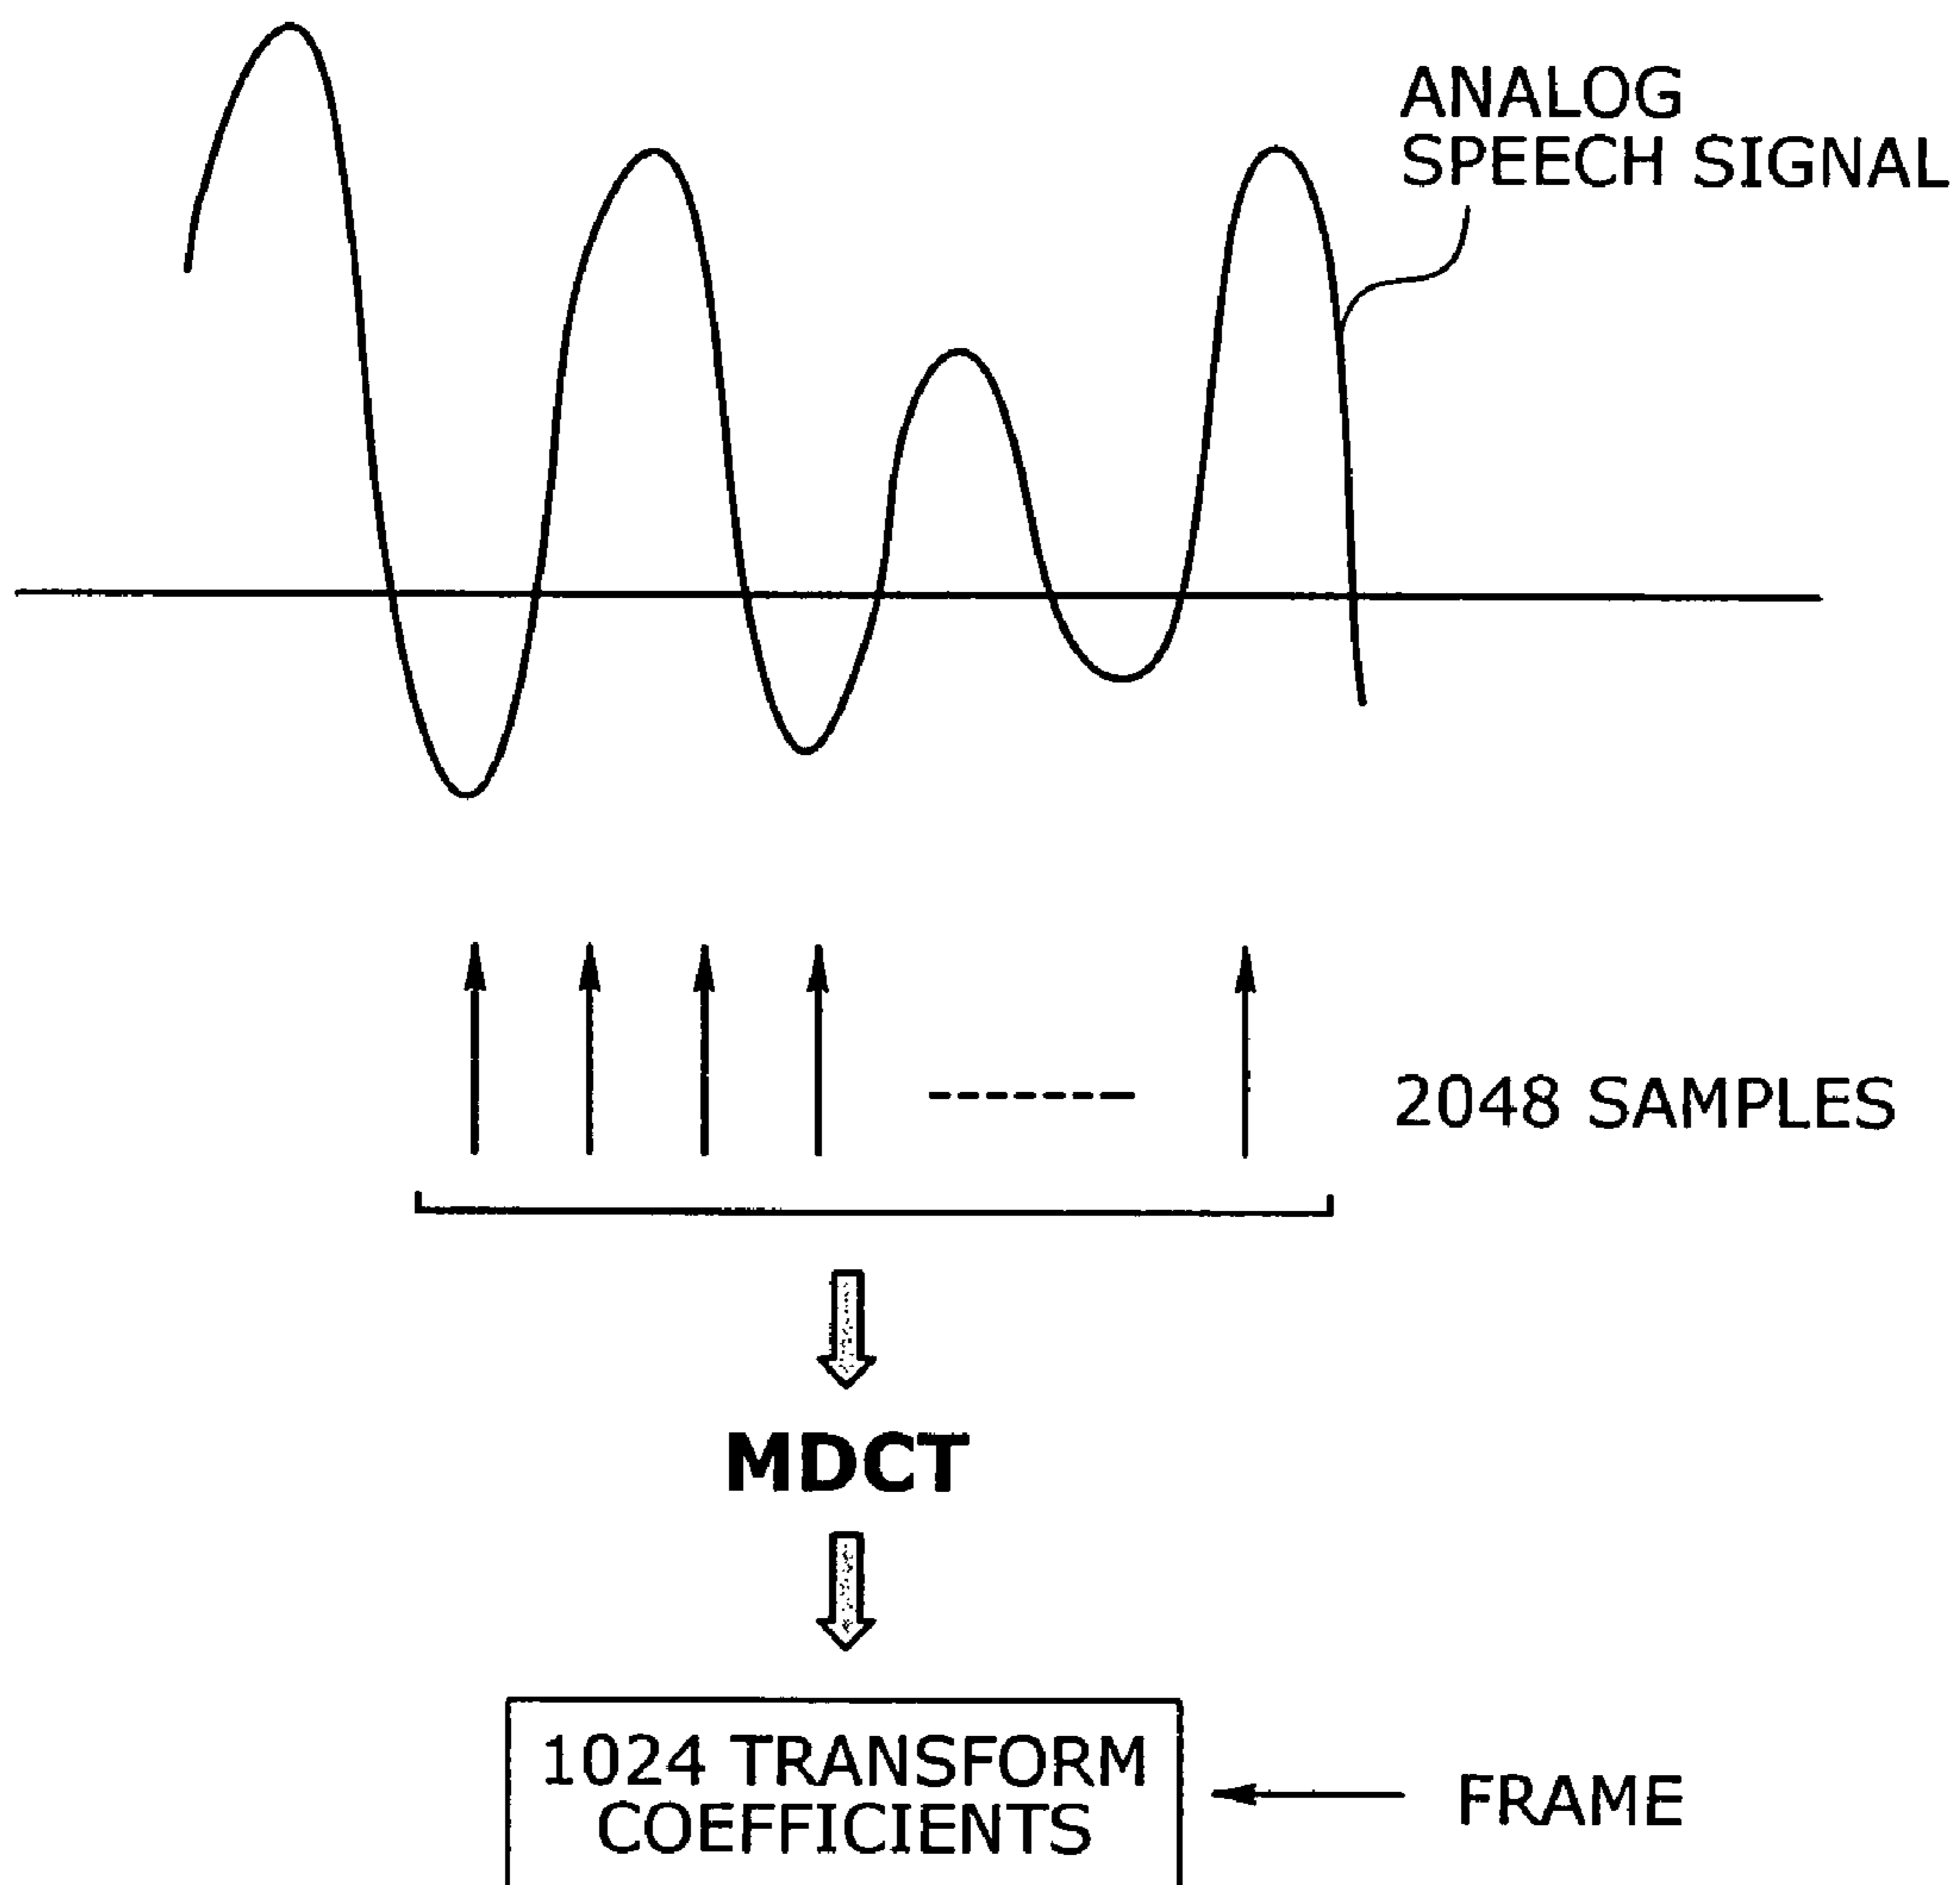 ANALOG
SPEECH SIGNAL
2048 SAMPLES
MDCT
1024 TRANSFORM
COEFFICIENTS
FRAME